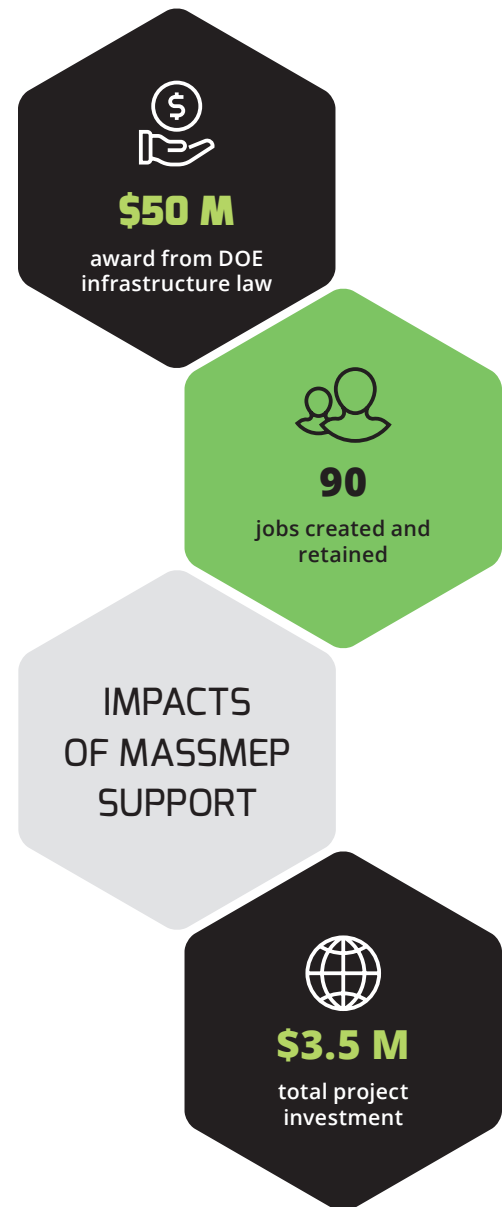 $50 M
award from DOE
infrastructure law
90
jobs created and
retained
IMPACTS
OF MASSMEP
SUPPORT
$3.5 M
total project
investment